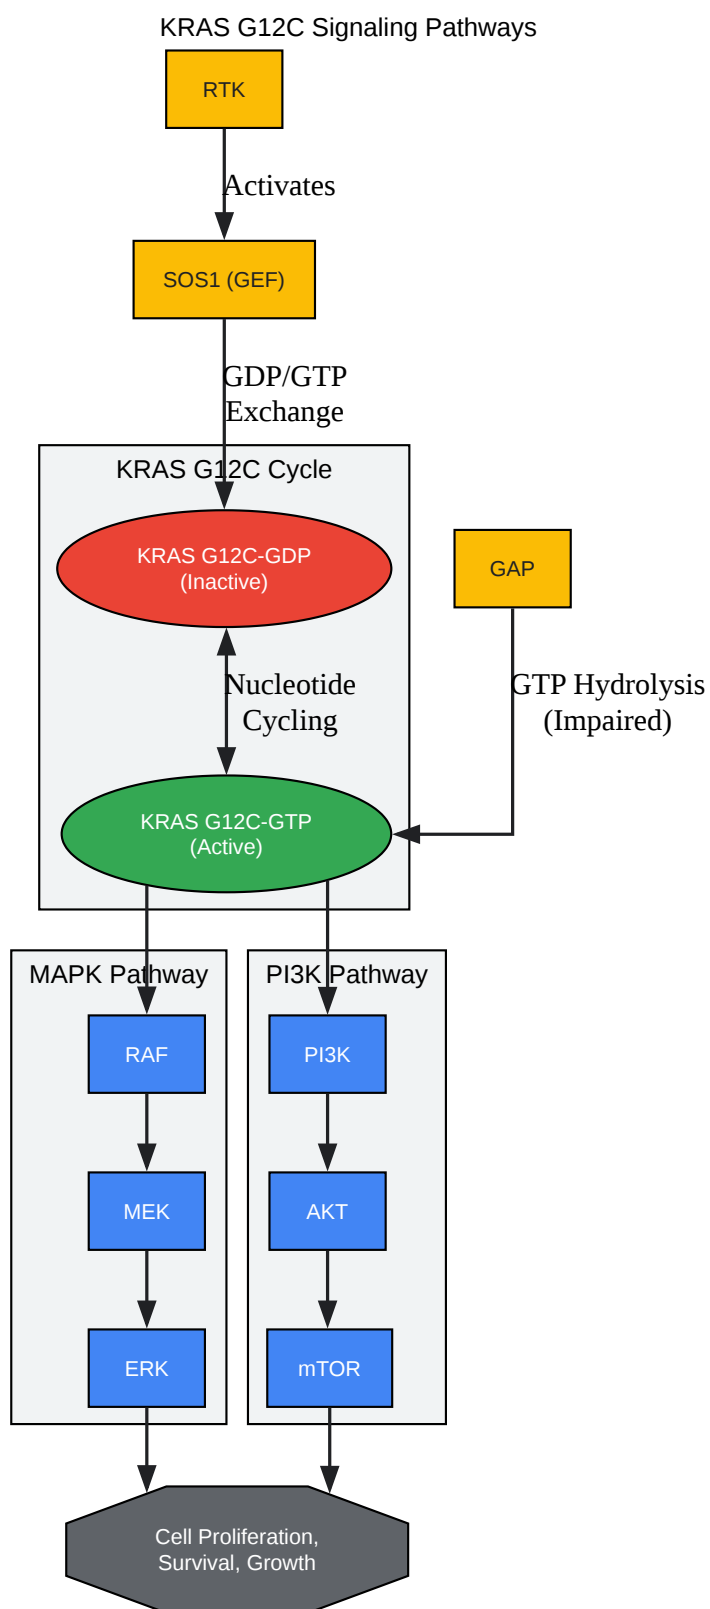 KRAS G12C Signaling Pathways
RTK
Activates
SOS1 (GEF)
GDP/GTP
Exchange
KRAS G12C Cycle
KRAS G12C-GDP
(Inactive)
GAP
Nucleotide
Cycling
GTP Hydrolysis
(Impaired)
KRAS G12C-GTP
(Active)
MAPK Pathway
PI3K Pathway
RAF
PI3K
MEK
AKT
ERK
mTOR
Cell Proliferation,
Survival, Growth